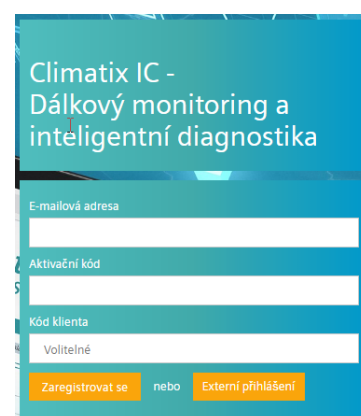 Climatix IC -
Dálkový monitoring a
inteligentní diagnostika
E-mailová adresa
Aktivační kód
Kód klienta
Volitelné
Zaregistrovat se nebo Externí přihlášení